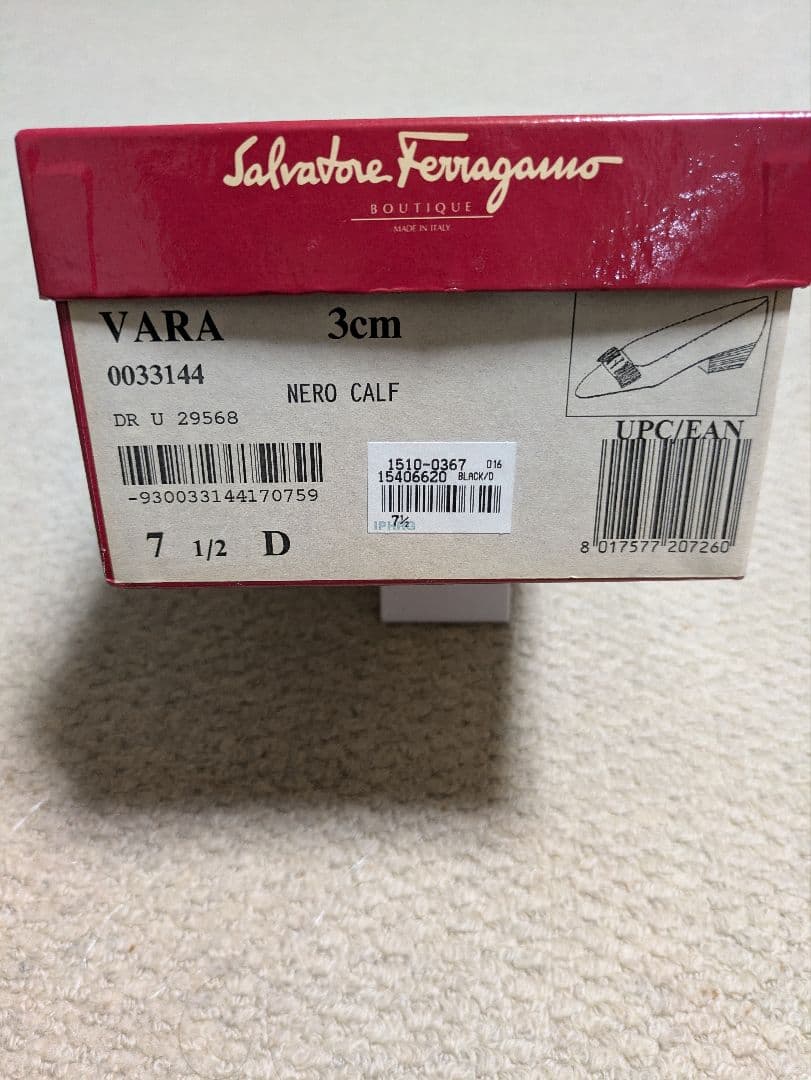 Salvatore Ferragamo
BOUTIQUE
MADE IN ITALY
VARA 3cm
0033144
NERO CALF
DR U 29568
UPC/EAN
-930033144170759
1510-0367 016
15406620 BLACK/D
7½
7 1/2 D
8 017577 207260